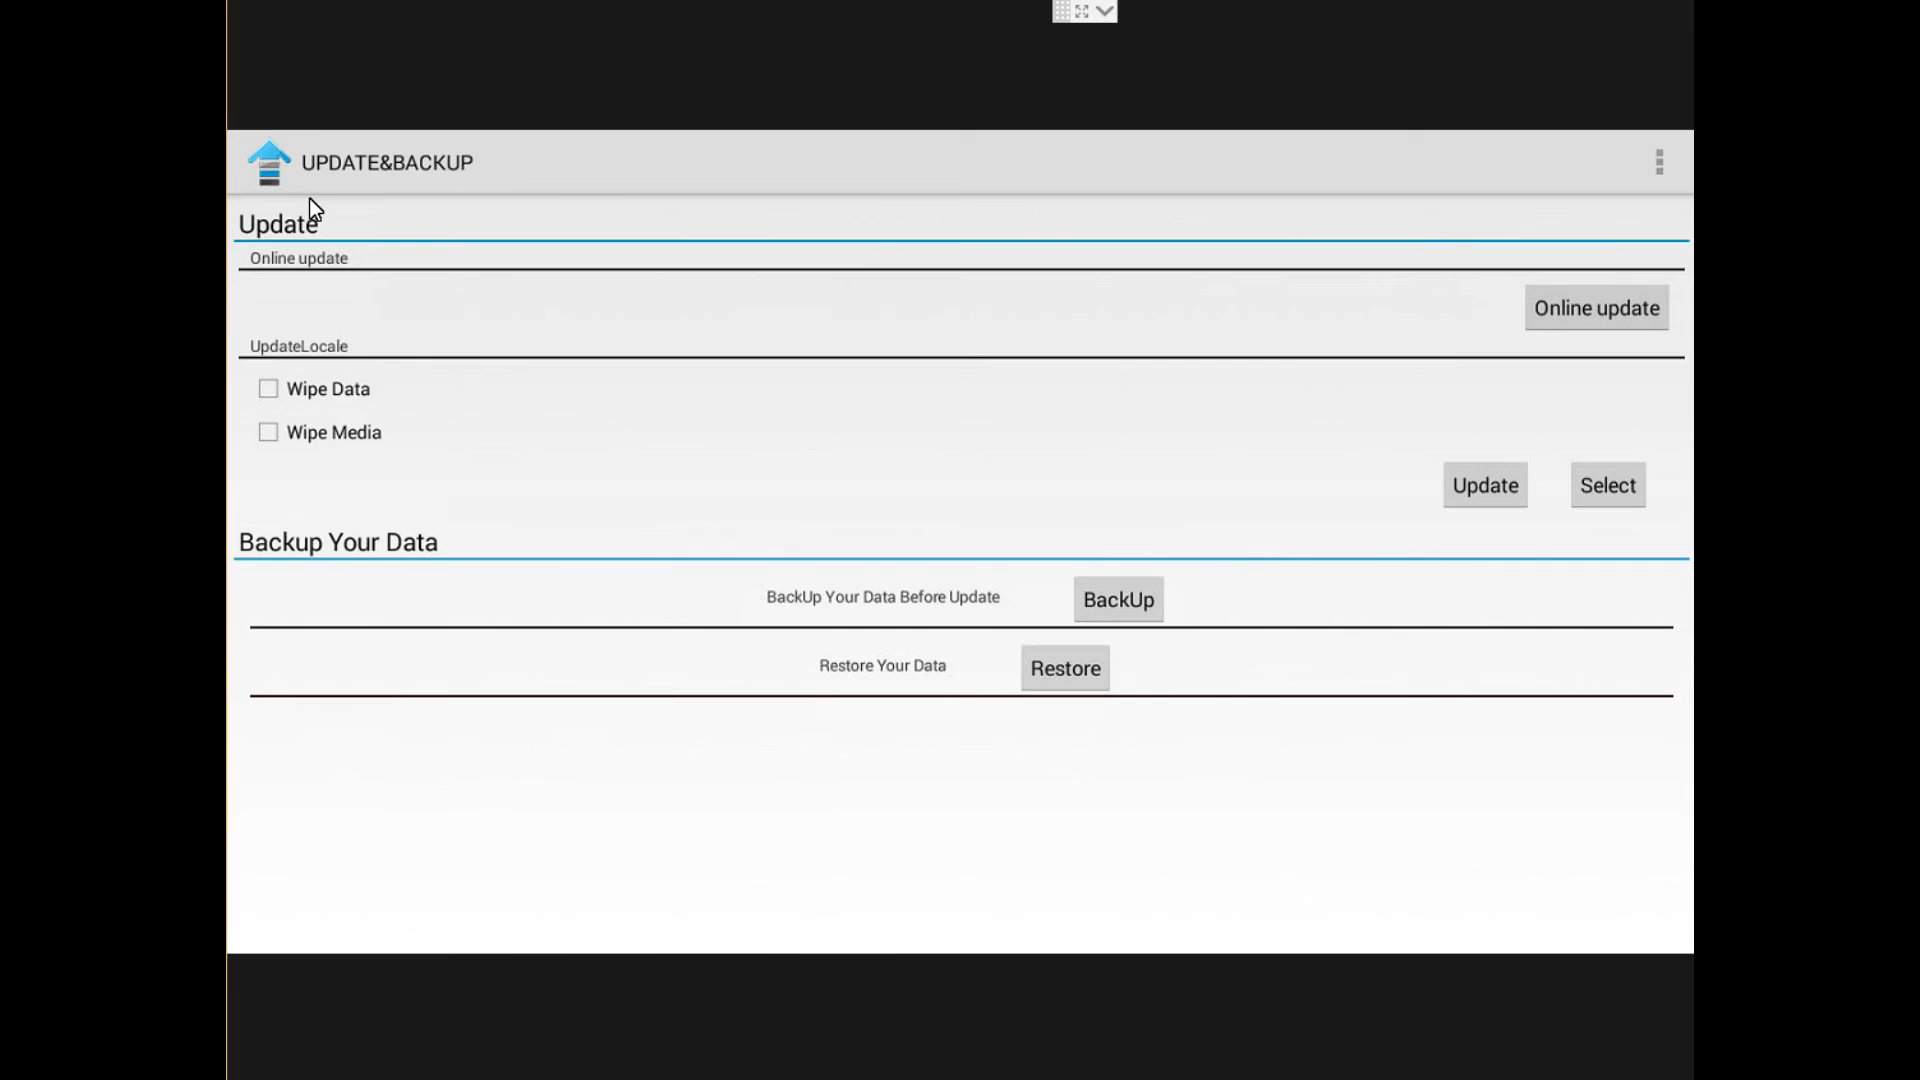 UPDATE&BACKUP
Update
Online update
Online update
UpdateLocale
Wipe Data
Wipe Media
Update Select
Backup Your Data
BackUp Your Data Before Update BackUp
Restore Your Data Restore